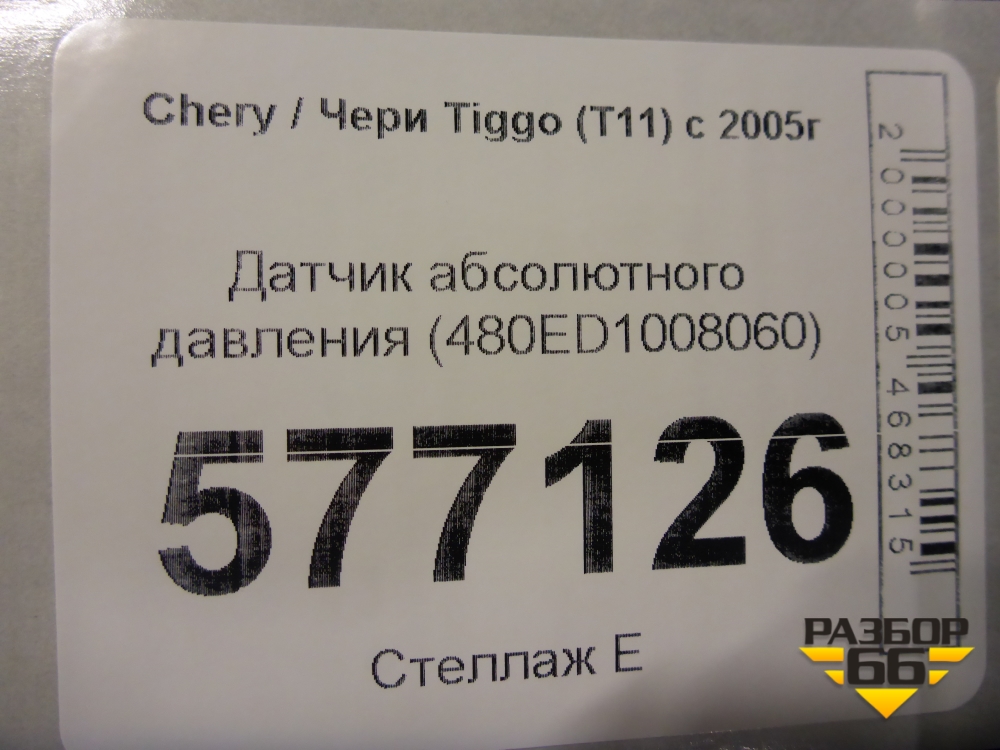 Chery / Чери Tiggo (T11) с 2005г
Датчик абсолютного
давления (480ED1008060)
577126
Стеллаж Е
2000005468315
РАЗБОР
66